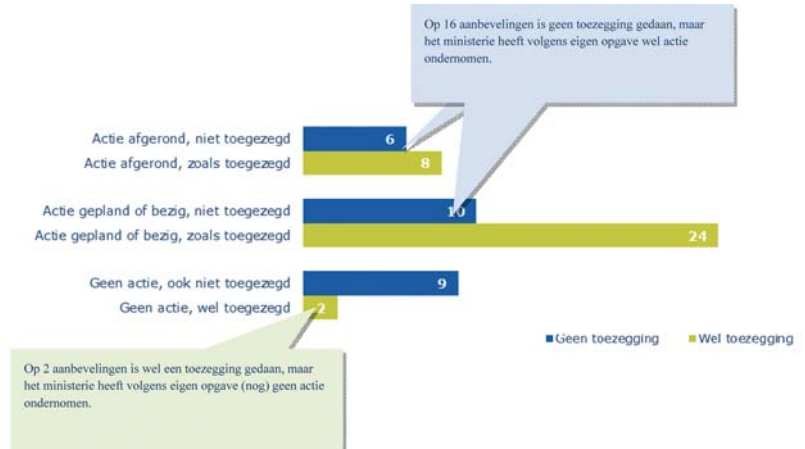 Op 16 aanbevelingen is geen toezegging gedaan, maar
het ministerie heeft volgens eigen opgave wel actie
ondernomen.
Actie afgerond, niet toegezegd 6
Actie afgerond, zoals toegezegd 8
Actie gepland of bezig, niet toegezegd 10
Actie gepland of bezig, zoals toegezegd 24
Geen actie, ook niet toegezegd 9
Geen actie, wel toegezegd 2
Geen toezegging Wel toezegging
Op 2 aanbevelingen is wel een toezegging gedaan, maar
het ministerie heeft volgens eigen opgave (nog) geen actie
ondernomen.